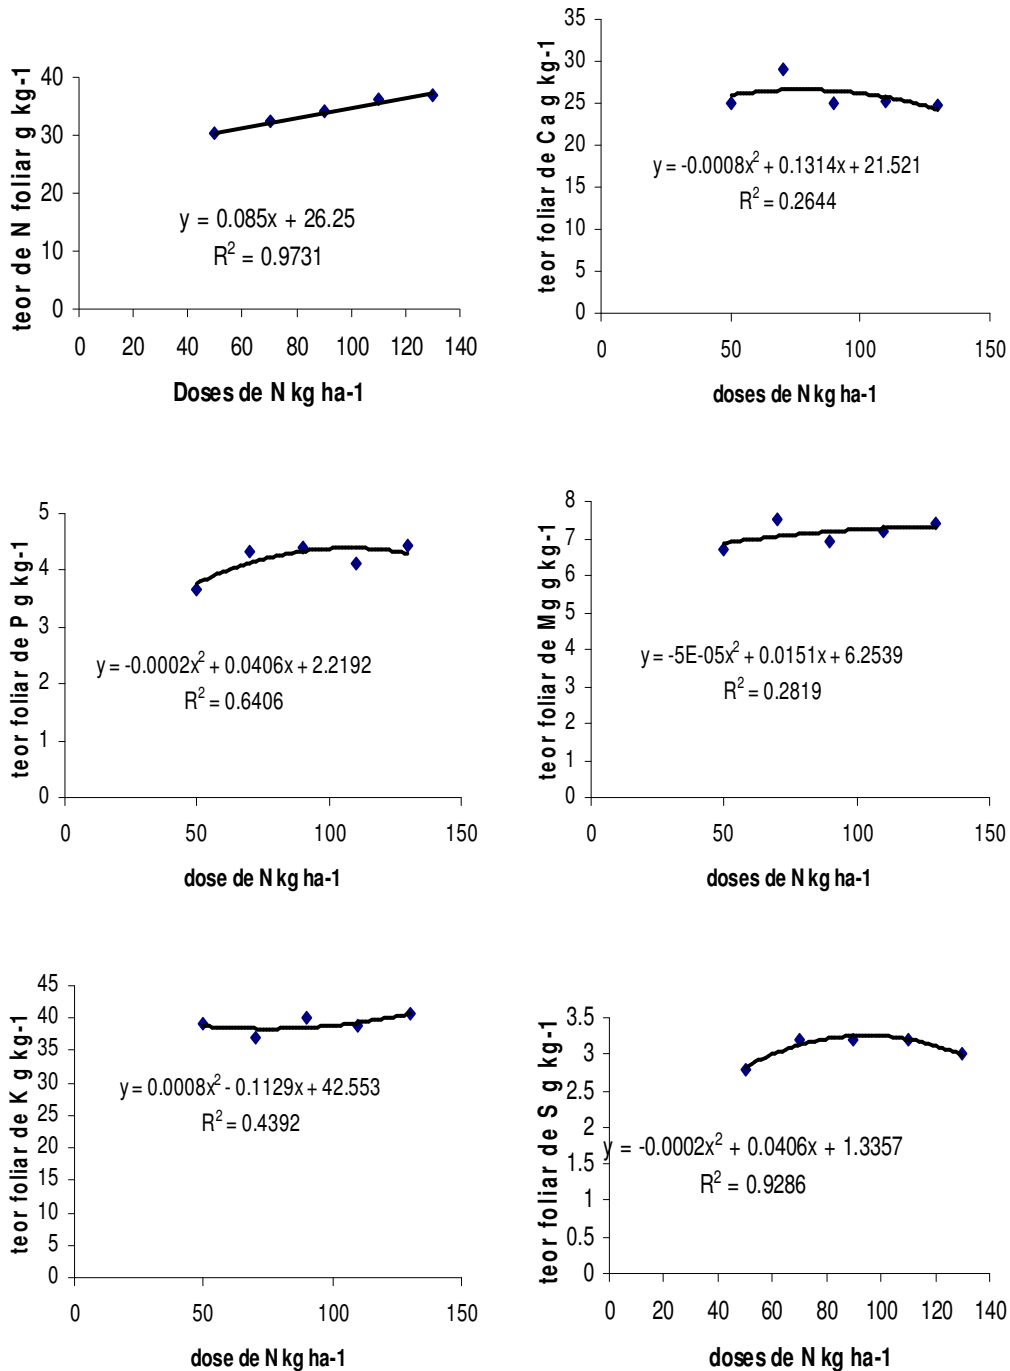 teor de N foliar g kg-1
40
30
20
10
0
y = 0.085x + 26.25
R² = 0.9731
0 20 40 60 80 100 120 140
Doses de N kg ha-1
teor foliar de Ca g kg-1
35
30
25
20
15
10
5
0
y = -0.0008x² + 0.1314x + 21.521
R² = 0.2644
0 50 100 150
doses de N kg ha-1
teor foliar de P g kg-1
5
4
3
2
1
0
y = -0.0002x² + 0.0406x + 2.2192
R² = 0.6406
0 50 100 150
dose de N kg ha-1
teor foliar de Mg g kg-1
8
7
6
5
4
3
2
1
0
y = -5E-05x² + 0.0151x + 6.2539
R² = 0.2819
0 50 100 150
doses de N kg ha-1
teor foliar de K g kg-1
45
40
35
30
25
20
15
10
5
0
y = 0.0008x² - 0.1129x + 42.553
R² = 0.4392
0 50 100 150
dose de N kg ha-1
teor foliar de S g kg-1
3.5
3
2.5
2
1.5
1
0.5
0
y = -0.0002x² + 0.0406x + 1.3357
R² = 0.9286
0 20 40 60 80 100 120 140
doses de N kg ha-1